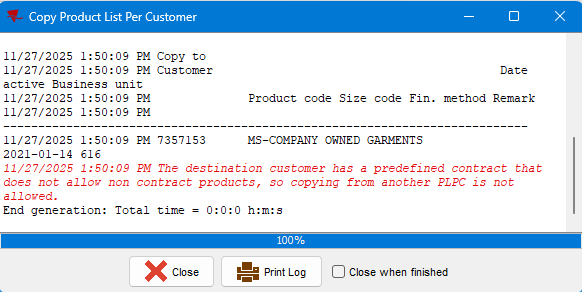 Copy Product List Per Customer
11/27/2025 1:50:09 PM Copy to
11/27/2025 1:50:09 PM Customer Date
active Business unit
11/27/2025 1:50:09 PM Product code Size code Fin. method Remark
11/27/2025 1:50:09 PM
---------------------------------------------------------------------------
11/27/2025 1:50:09 PM 7357153 MS-COMPANY OWNED GARMENTS
2021-01-14 616
11/27/2025 1:50:09 PM The destination customer has a predefined contract that
does not allow non contract products, so copying from another PLPC is not
allowed.
End generation: Total time = 0:0:0 h:m:s
100%
Close Print Log Close when finished